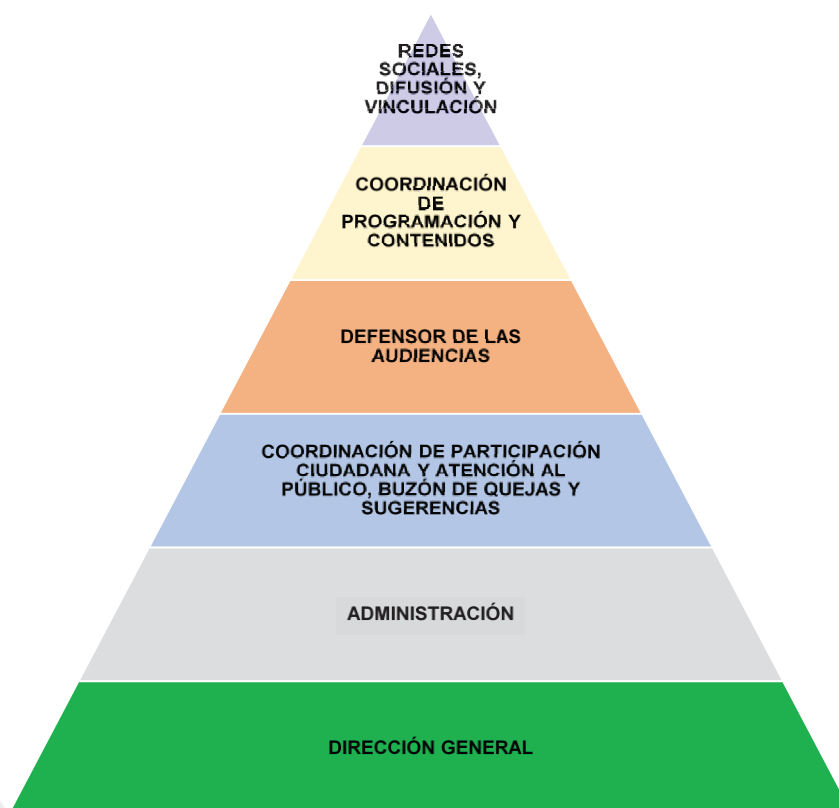 REDES
SOCIALES,
DIFUSIÓN Y
VINCULACIÓN
COORDINACIÓN
DE
PROGRAMACIÓN Y
CONTENIDOS
DEFENSOR DE LAS
AUDIENCIAS
COORDINACIÓN DE PARTICIPACIÓN
CIUDADANA Y ATENCIÓN AL
PÚBLICO, BUZÓN DE QUEJAS Y
SUGERENCIAS
ADMINISTRACIÓN
DIRECCIÓN GENERAL